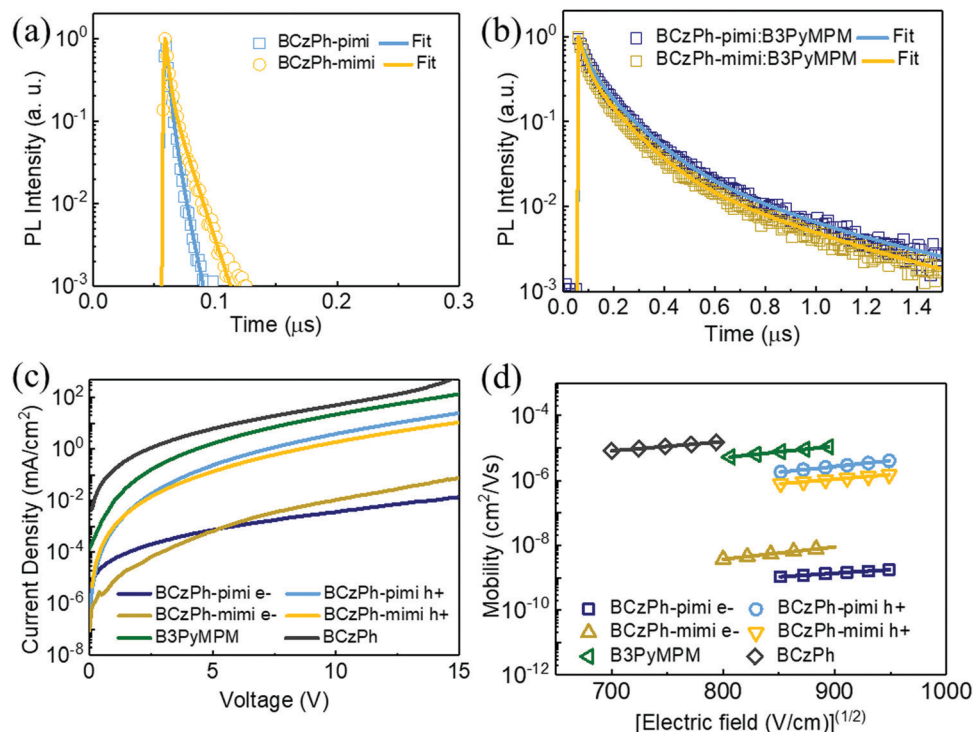 (a)
PL Intensity (a. u.)
10^0
10^-1
10^-2
10^-3
BCzPh-pimi Fit
BCzPh-mimi Fit
0.0 0.1 0.2 0.3
Time (μs)
(b)
PL Intensity (a.u.)
10^0
10^-1
10^-2
10^-3
BCzPh-pimi:B3PyMPM Fit
BCzPh-mimi:B3PyMPM Fit
0.0 0.2 0.4 0.6 0.8 1.0 1.2 1.4
Time (μs)
(c)
Current Density (mA/cm^2)
10^2
10^0
10^-2
10^-4
10^-6
10^-8
BCzPh-pimi e- BCzPh-pimi h+
BCzPh-mimi e- BCzPh-mimi h+
B3PyMPM BCzPh
0 5 10 15
Voltage (V)
(d)
Mobility (cm^2/Vs)
10^-4
10^-6
10^-8
10^-10
10^-12
BCzPh-pimi e- BCzPh-pimi h+
BCzPh-mimi e- BCzPh-mimi h+
B3PyMPM BCzPh
700 800 900 1000
[Electric field (V/cm)]^(1/2)